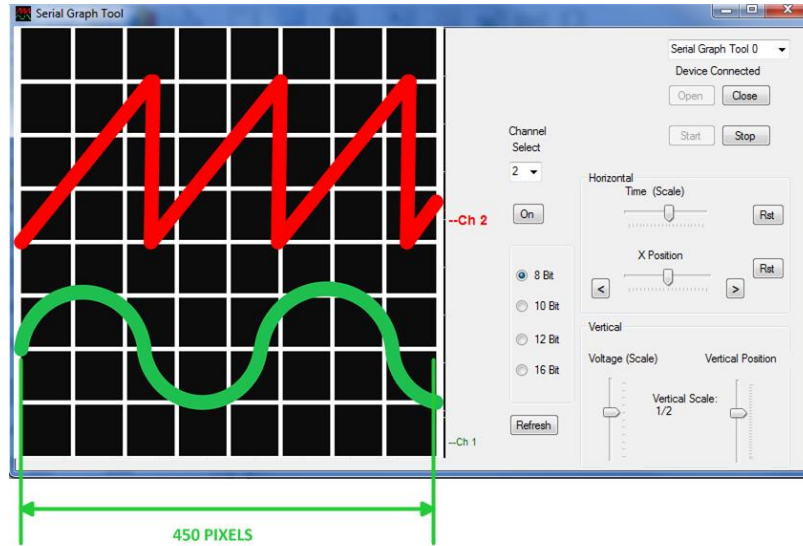 Serial Graph Tool
Serial Graph Tool 0
Device Connected
Open Close
Channel
Select
Start Stop
2
Horizontal
Time (Scale)
On
Rst
--Ch 2
X Position
Rst
8 Bit
< >
10 Bit
Vertical
12 Bit
Voltage (Scale) Vertical Position
16 Bit
Vertical Scale:
1/2
Refresh
--Ch 1
450 PIXELS